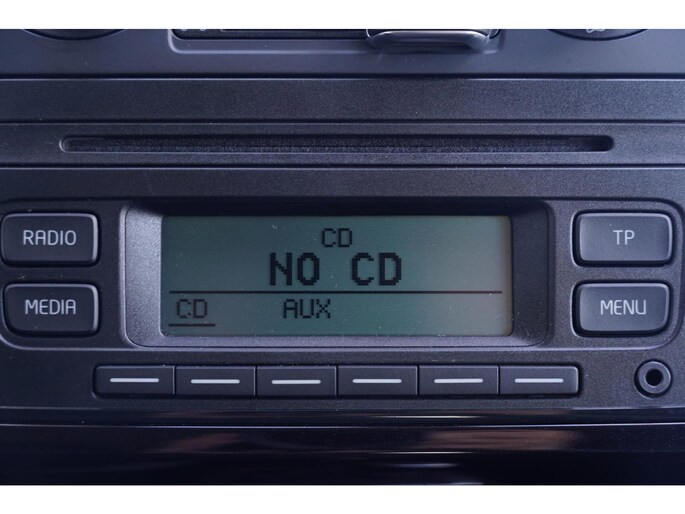 CD
RADIO
TP
NO CD
MEDIA
CD AUX
MENU